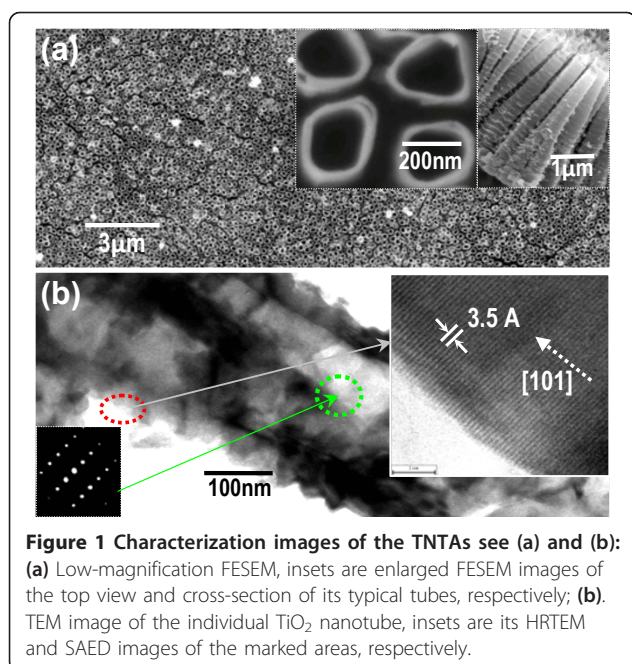 (a)
200nm
1μm
3μm
(b)
3.5 A
[101]
100nm
Figure 1 Characterization images of the TNTAs see (a) and (b):
(a) Low-magnification FESEM, insets are enlarged FESEM images of
the top view and cross-section of its typical tubes, respectively; (b).
TEM image of the individual TiO₂ nanotube, insets are its HRTEM
and SAED images of the marked areas, respectively.